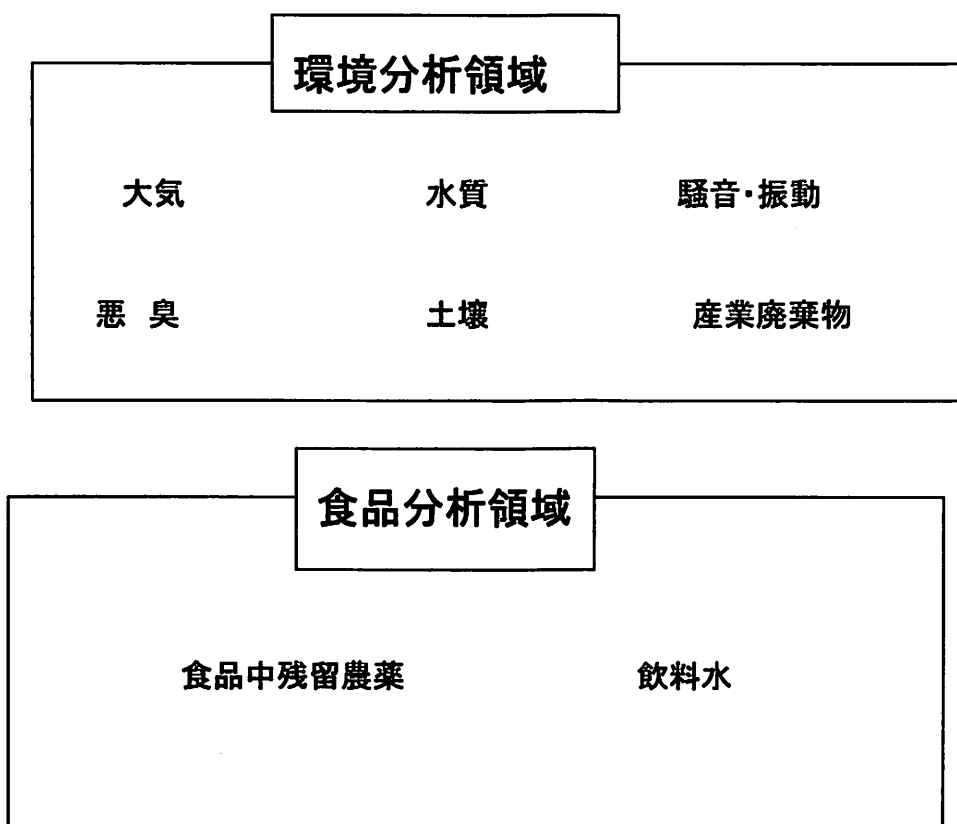 環境分析領域
大気 水質 騒音・振動
悪 臭 土壌 産業廃棄物
食品分析領域
食品中残留農薬 飲料水